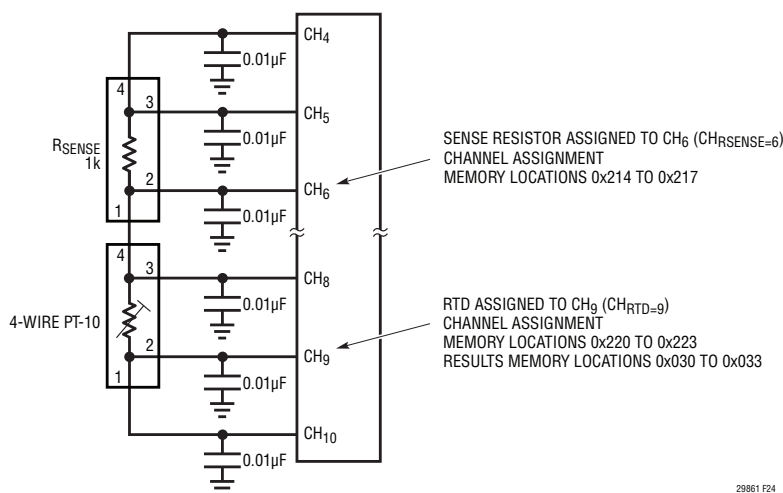 4
CH4
0.01µF
3
CH5
0.01µF
RSENSE
1k
2
CH6
0.01µF
1
SENSE RESISTOR ASSIGNED TO CH6 (CHRSENSE=6)
CHANNEL ASSIGNMENT
MEMORY LOCATIONS 0x214 TO 0x217
4
3
CH8
0.01µF
4-WIRE PT-10
2
CH9
0.01µF
1
CH10
0.01µF
RTD ASSIGNED TO CH9 (CHRTD=9)
CHANNEL ASSIGNMENT
MEMORY LOCATIONS 0x220 TO 0x223
RESULTS MEMORY LOCATIONS 0x030 TO 0x033
29861 F24